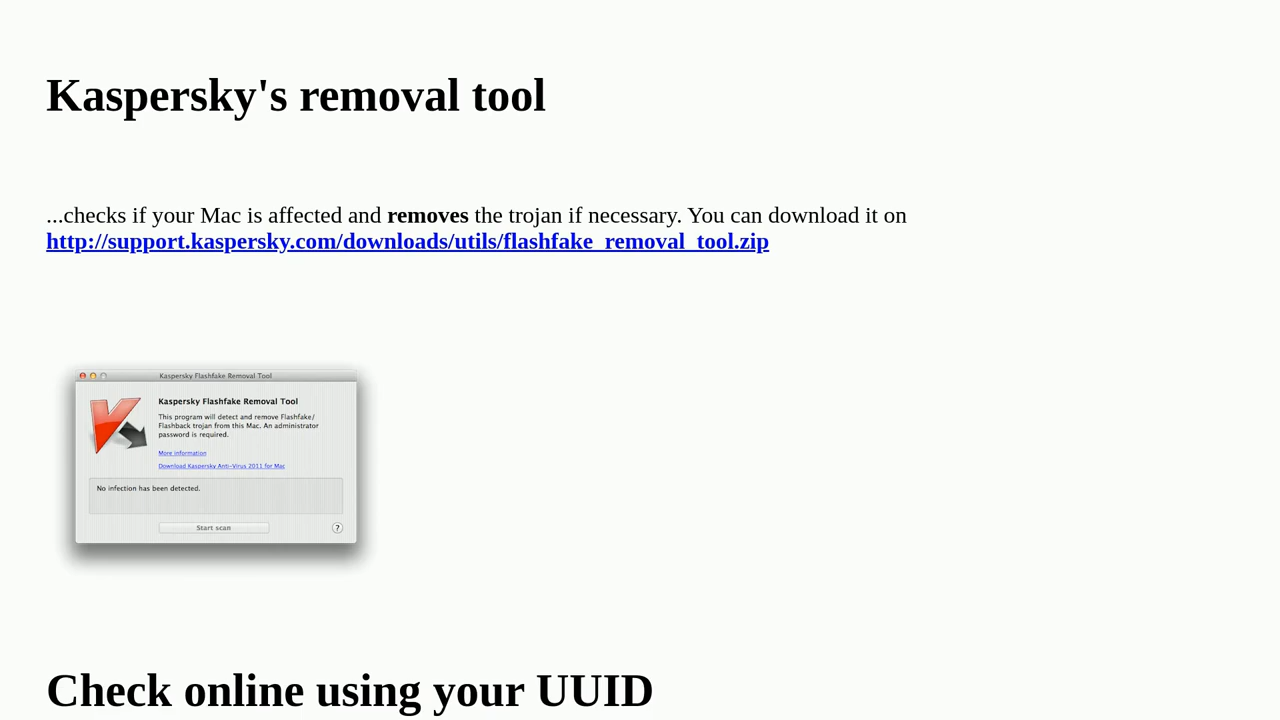 Kaspersky's removal tool
...checks if your Mac is affected and removes the trojan if necessary. You can download it on
http://support.kaspersky.com/downloads/utils/flashfake_removal_tool.zip
Kaspersky Flashfake Removal Tool
Kaspersky Flashfake Removal Tool
This program will detect and remove Flashfake/
Flashback trojan from this Mac. An administrator
password is required.
More information
Download Kaspersky Anti-Virus 2011 for Mac
No infection has been detected.
Start scan
?
Check online using your UUID